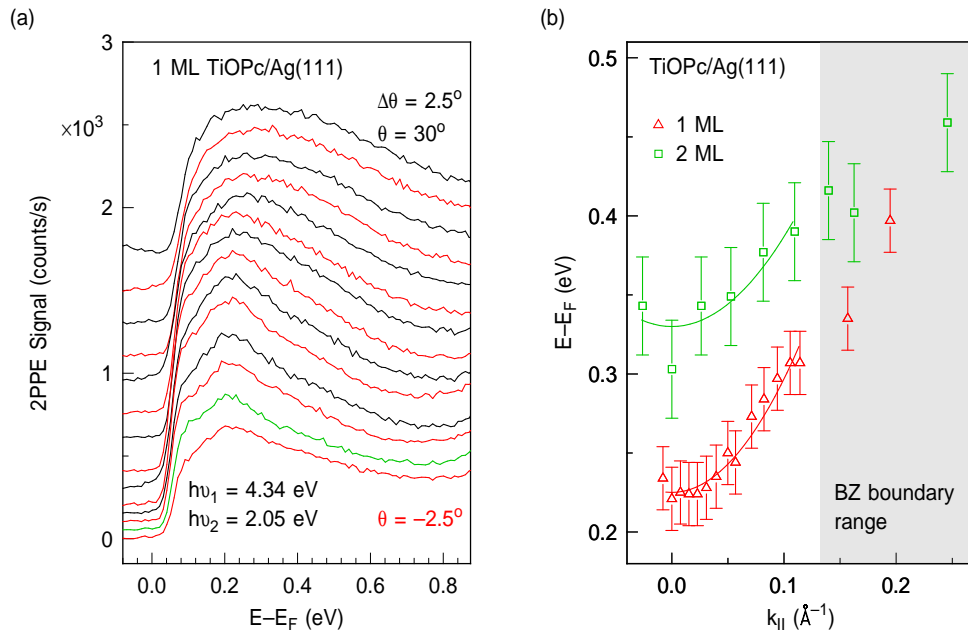 (a)
1 ML TiOPc/Ag(111)
Δθ = 2.5°
θ = 30°
×10³
3
2
1
0
2PPE Signal (counts/s)
hυ₁ = 4.34 eV
hυ₂ = 2.05 eV
θ = –2.5°
0.0 0.2 0.4 0.6 0.8
E–E_F (eV)
(b)
TiOPc/Ag(111)
1 ML
2 ML
0.5
0.4
0.3
0.2
E–E_F (eV)
BZ boundary
range
0.0 0.1 0.2
k_|| (Å⁻¹)